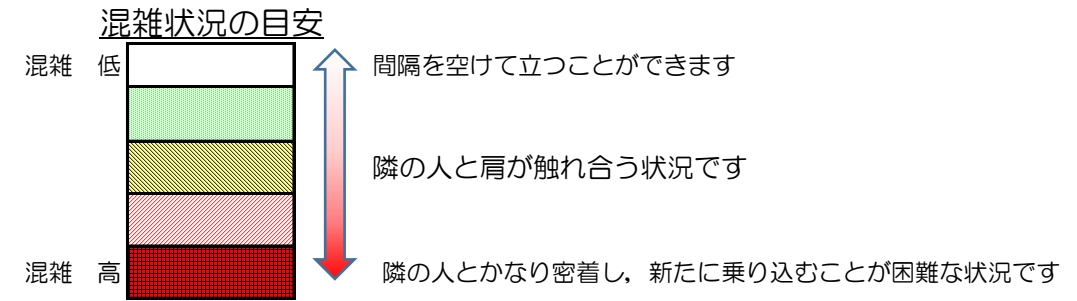 混雑状況の目安
混雑　低　間隔を空けて立つことができます
隣の人と肩が触れ合う状況です
混雑　高　隣の人とかなり密着し，新たに乗り込むことが困難な状況です